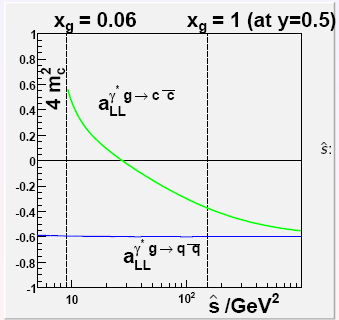 x_g = 0.06
x_g = 1 (at y=0.5)
1
0.8
0.6
0.4
0.2
0
-0.2
-0.4
-0.6
-0.8
-1
4 m_c^2
a_LL^γ* g → c c̄
a_LL^γ* g → q q̄
10
10^2
ŝ /GeV^2
ŝ: